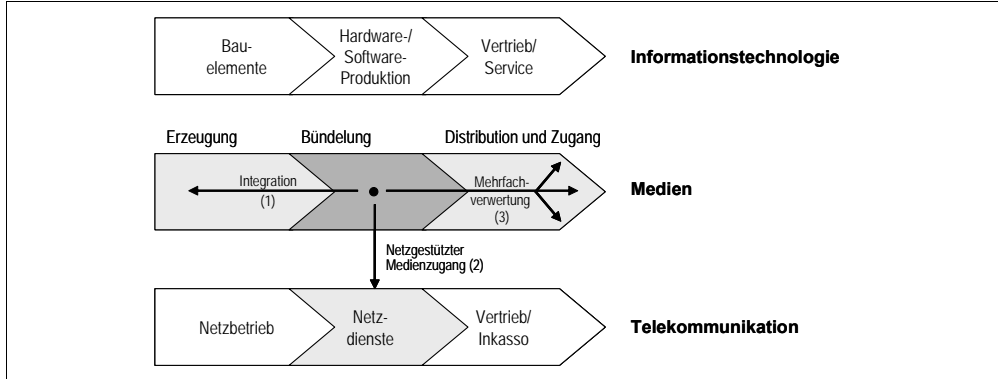 Bau-
elemente
Hardware-/
Software-
Produktion
Vertrieb/
Service
Informationstechnologie
Erzeugung
Bündelung
Distribution und Zugang
Integration
(1)
Mehrfach-
verwertung
(3)
Medien
Netzgestützter
Medienzugang (2)
Netzbetrieb
Netz-
dienste
Vertrieb/
Inkasso
Telekommunikation